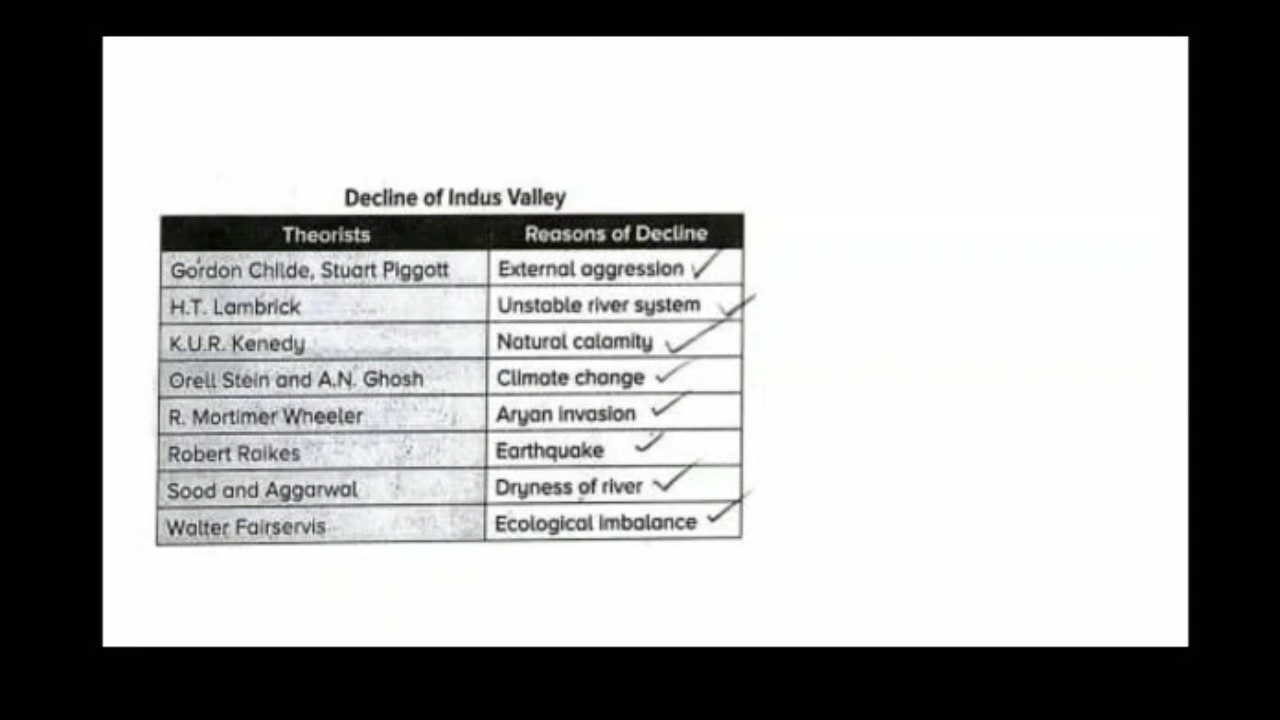 Decline of Indus Valley
Theorists Reasons of Decline
Gordon Childe, Stuart Piggott External aggression
H.T. Lambrick Unstable river system
K.U.R. Kenedy Natural calamity
Orell Stein and A.N. Ghosh Climate change
R. Mortimer Wheeler Aryan invasion
Robert Raikes Earthquake
Sood and Aggarwal Dryness of river
Walter Fairservis Ecological imbalance